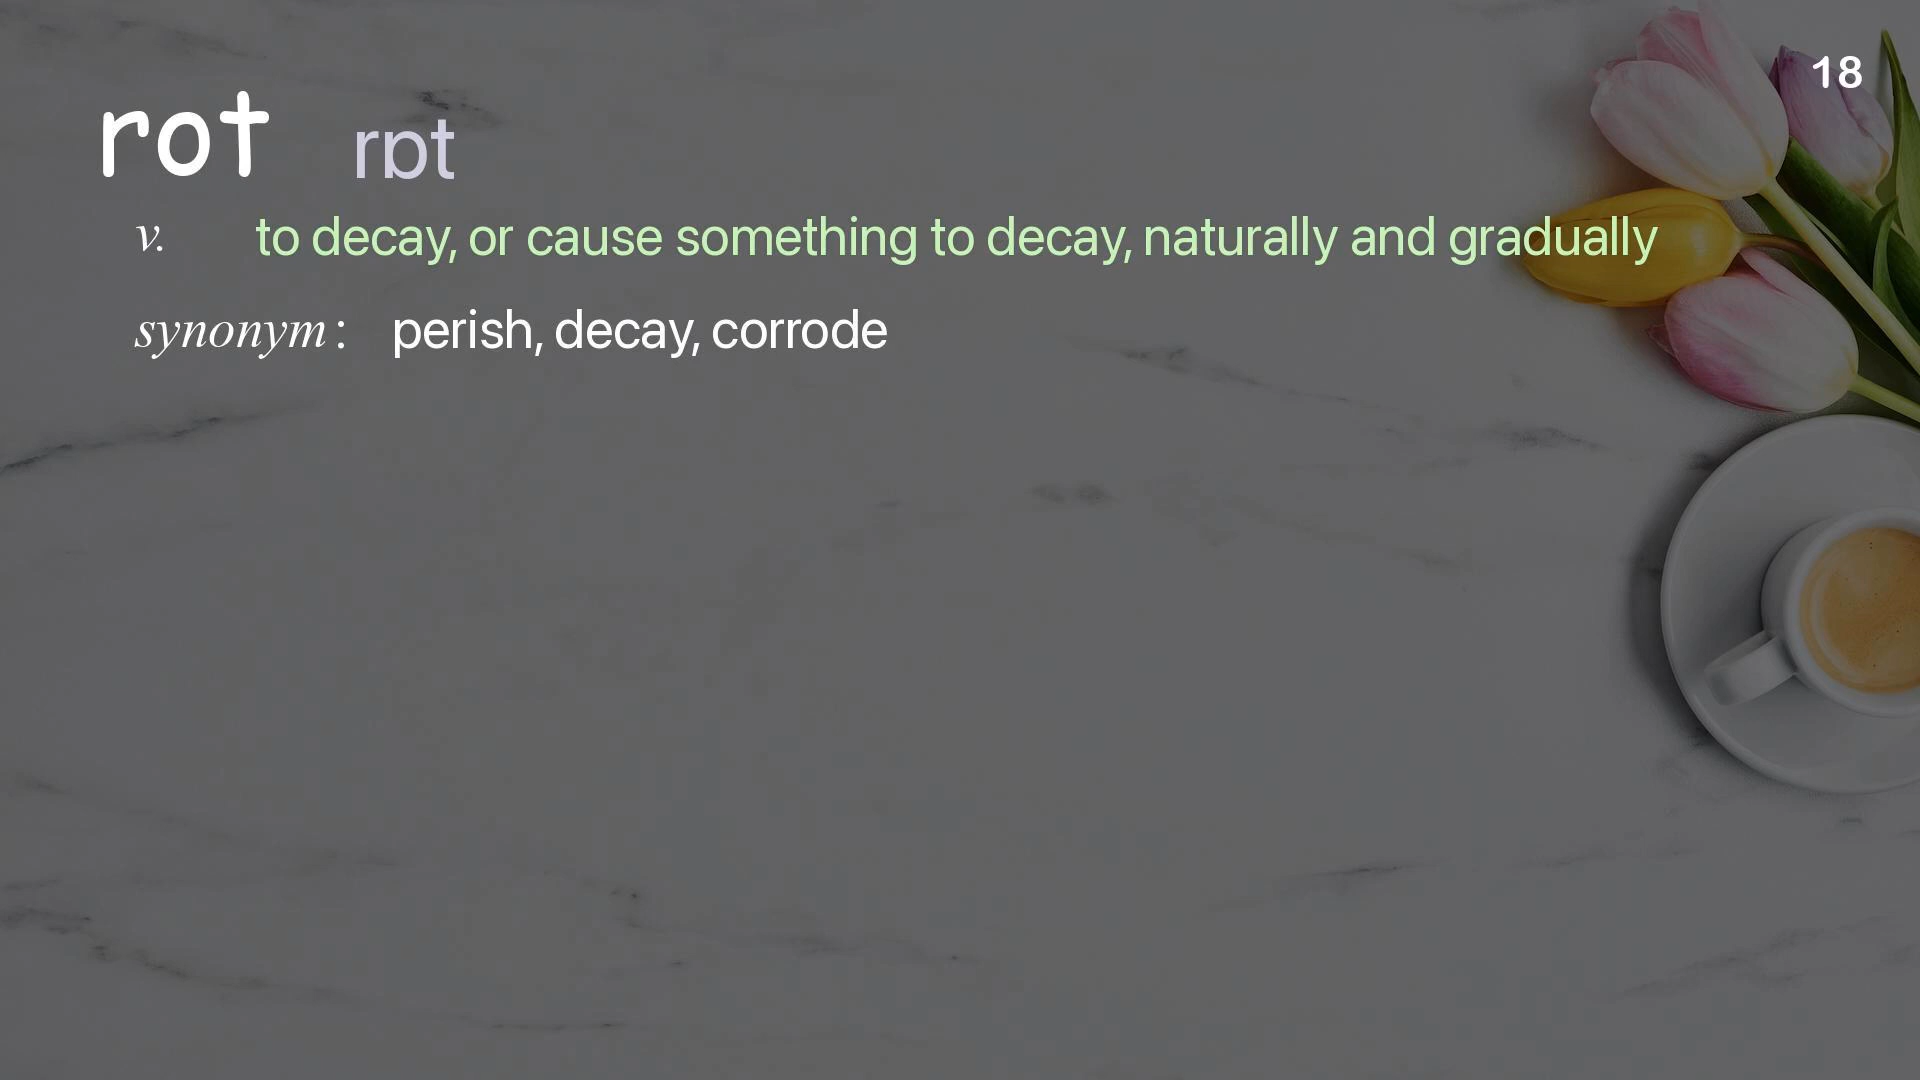 18
rot rɒt
v. to decay, or cause something to decay, naturally and gradually
synonym : perish, decay, corrode